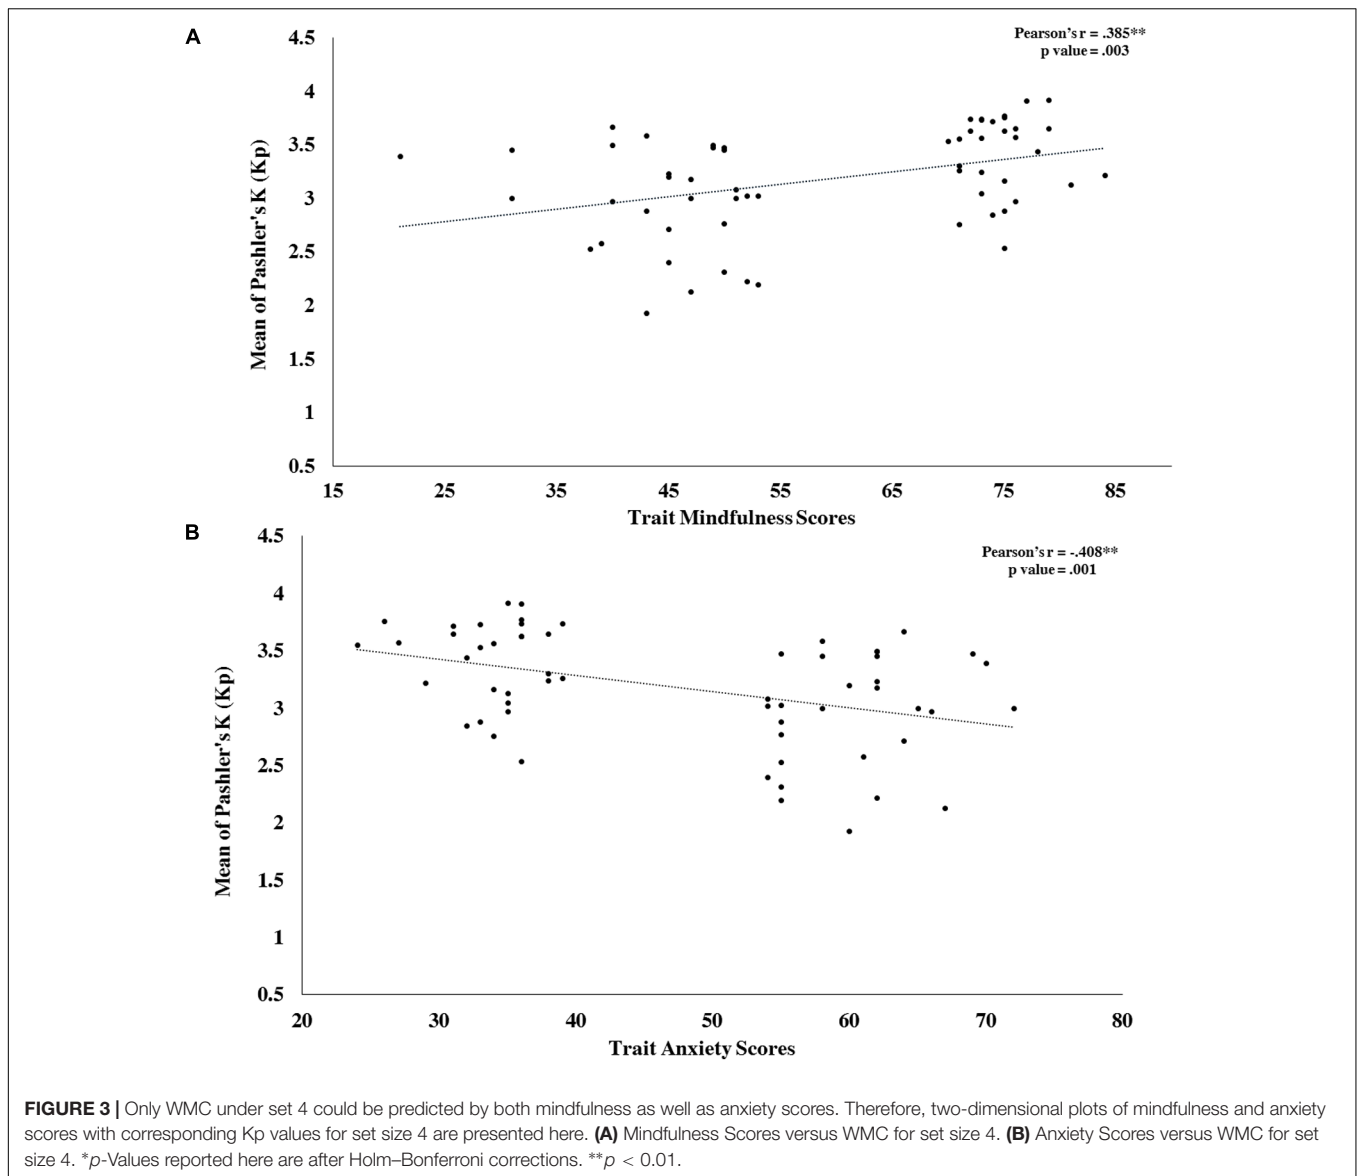 A
Pearson's r = .385**
p value = .003
4.5
4
3.5
3
2.5
2
1.5
1
0.5
Mean of Pashler's K (Kp)
15 25 35 45 55 65 75 85
Trait Mindfulness Scores
B
Pearson's r = -.408**
p value = .001
4.5
4
3.5
3
2.5
2
1.5
1
0.5
Mean of Pashler's K (Kp)
20 30 40 50 60 70 80
Trait Anxiety Scores
FIGURE 3 | Only WMC under set 4 could be predicted by both mindfulness as well as anxiety scores. Therefore, two-dimensional plots of mindfulness and anxiety
scores with corresponding Kp values for set size 4 are presented here. (A) Mindfulness Scores versus WMC for set size 4. (B) Anxiety Scores versus WMC for set
size 4. *p-Values reported here are after Holm–Bonferroni corrections. **p < 0.01.